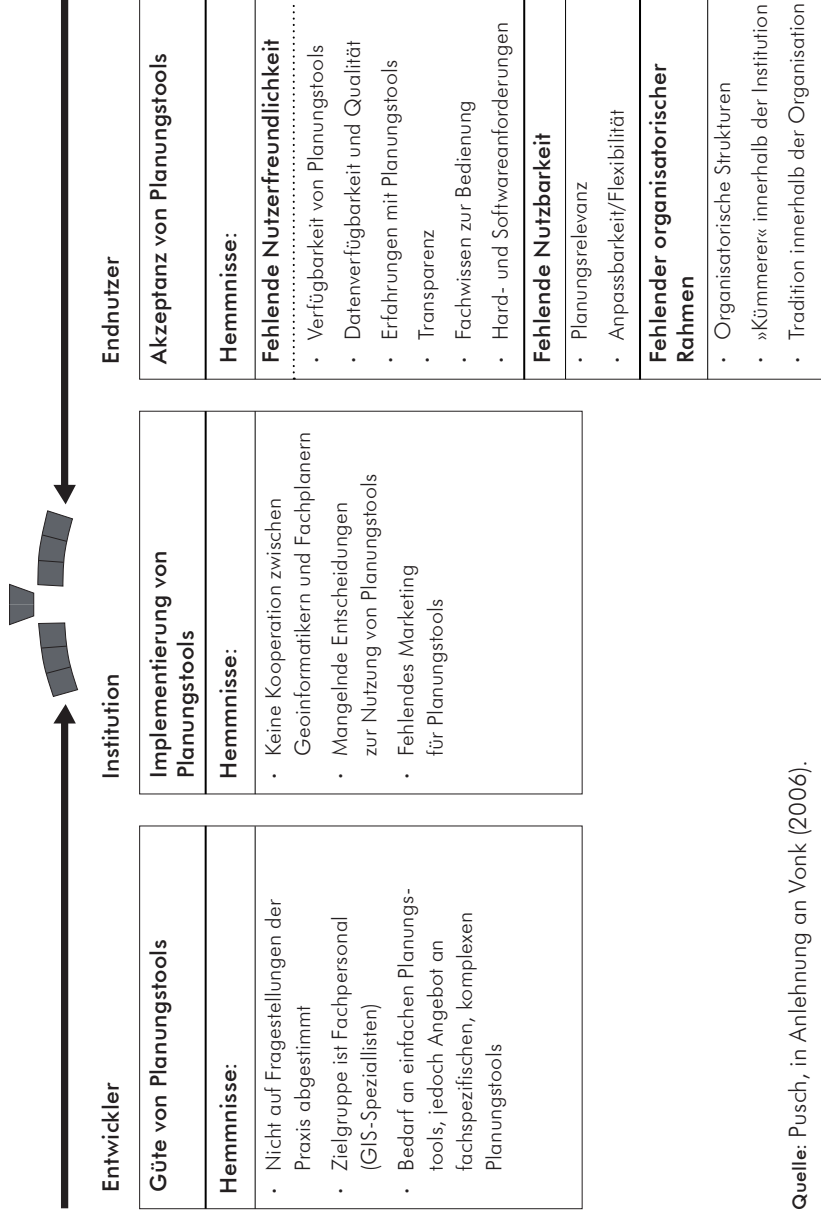 Entwickler
Güte von Planungstools
Hemmnisse:
· Nicht auf Fragestellungen der
Praxis abgestimmt
· Zielgruppe ist Fachpersonal
(GIS-Speziallisten)
· Bedarf an einfachen Planungs-
tools, jedoch Angebot an
fachspezifischen, komplexen
Planungstools
Institution
Implementierung von
Planungstools
Hemmnisse:
· Keine Kooperation zwischen
Geoinformatikern und Fachplanern
· Mangelnde Entscheidungen
zur Nutzung von Planungstools
· Fehlendes Marketing
für Planungstools
Endnutzer
Akzeptanz von Planungstools
Hemmnisse:
Fehlende Nutzerfreundlichkeit
· Verfügbarkeit von Planungstools
· Datenverfügbarkeit und Qualität
· Erfahrungen mit Planungstools
· Transparenz
· Fachwissen zur Bedienung
· Hard- und Softwareanforderungen
Fehlende Nutzbarkeit
· Planungsrelevanz
· Anpassbarkeit/Flexibilität
Fehlender organisatorischer
Rahmen
· Organisatorische Strukturen
· »Kümmerer« innerhalb der Institution
· Tradition innerhalb der Organisation
Quelle: Pusch, in Anlehnung an Vonk (2006).